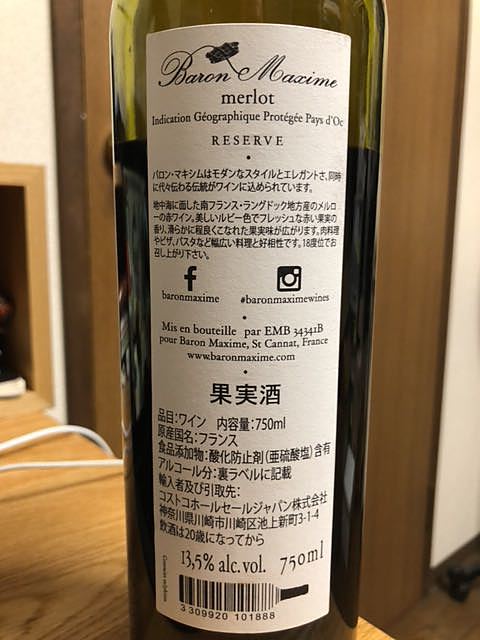 Baron Maxime
merlot
Indication Géographique Protégée Pays d'Oc
RESERVE
バロン・マキシムはモダンなスタイルとエレガントさ、同時
に代々伝わる伝統がワインに込められています。
地中海に面した南フランス・ラングドック地方産のメルロ
ーの赤ワイン。美しいルビー色でフレッシュな赤い果実の
香り、滑らかに程良くこなれた果実味が広がります。肉料理
やピザ、パスタなど幅広い料理と好相性です。18度位でお
召し上がり下さい。
baronmaxime #baronmaximewines
Mis en bouteille par EMB 34341B
pour Baron Maxime, St Cannat, France
www.baronmaxime.com
果実酒
品目:ワイン 内容量:750ml
原産国名:フランス
食品添加物:酸化防止剤(亜硫酸塩)含有
アルコール分:裏ラベルに記載
輸入者及び引取先:
コストコホールセールジャパン株式会社
神奈川県川崎市川崎区池上新町3-1-4
飲酒は20歳になってから
13,5% alc. vol. 750ml
3 309920 101888